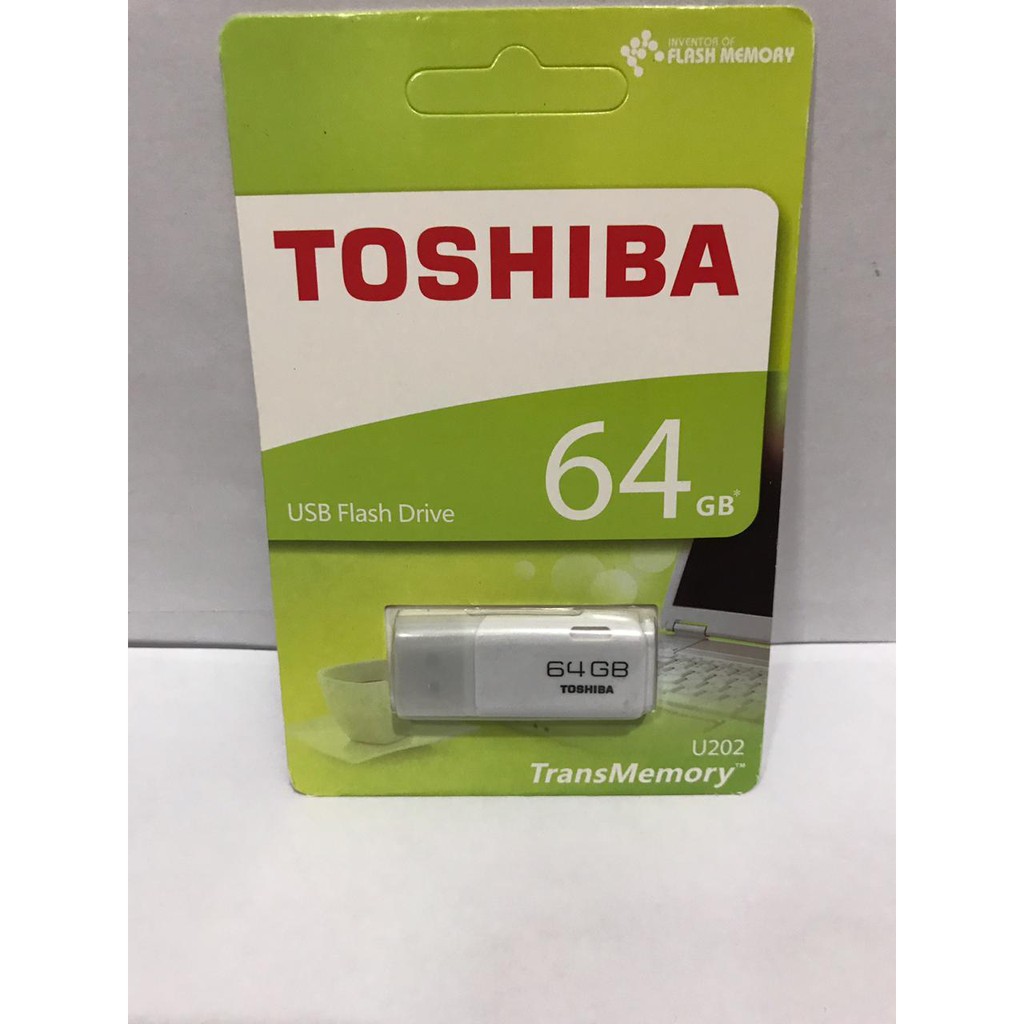 INVENTOR OF
FLASH MEMORY
TOSHIBA
64 GB*
USB Flash Drive
64GB
TOSHIBA
U202
TransMemory™